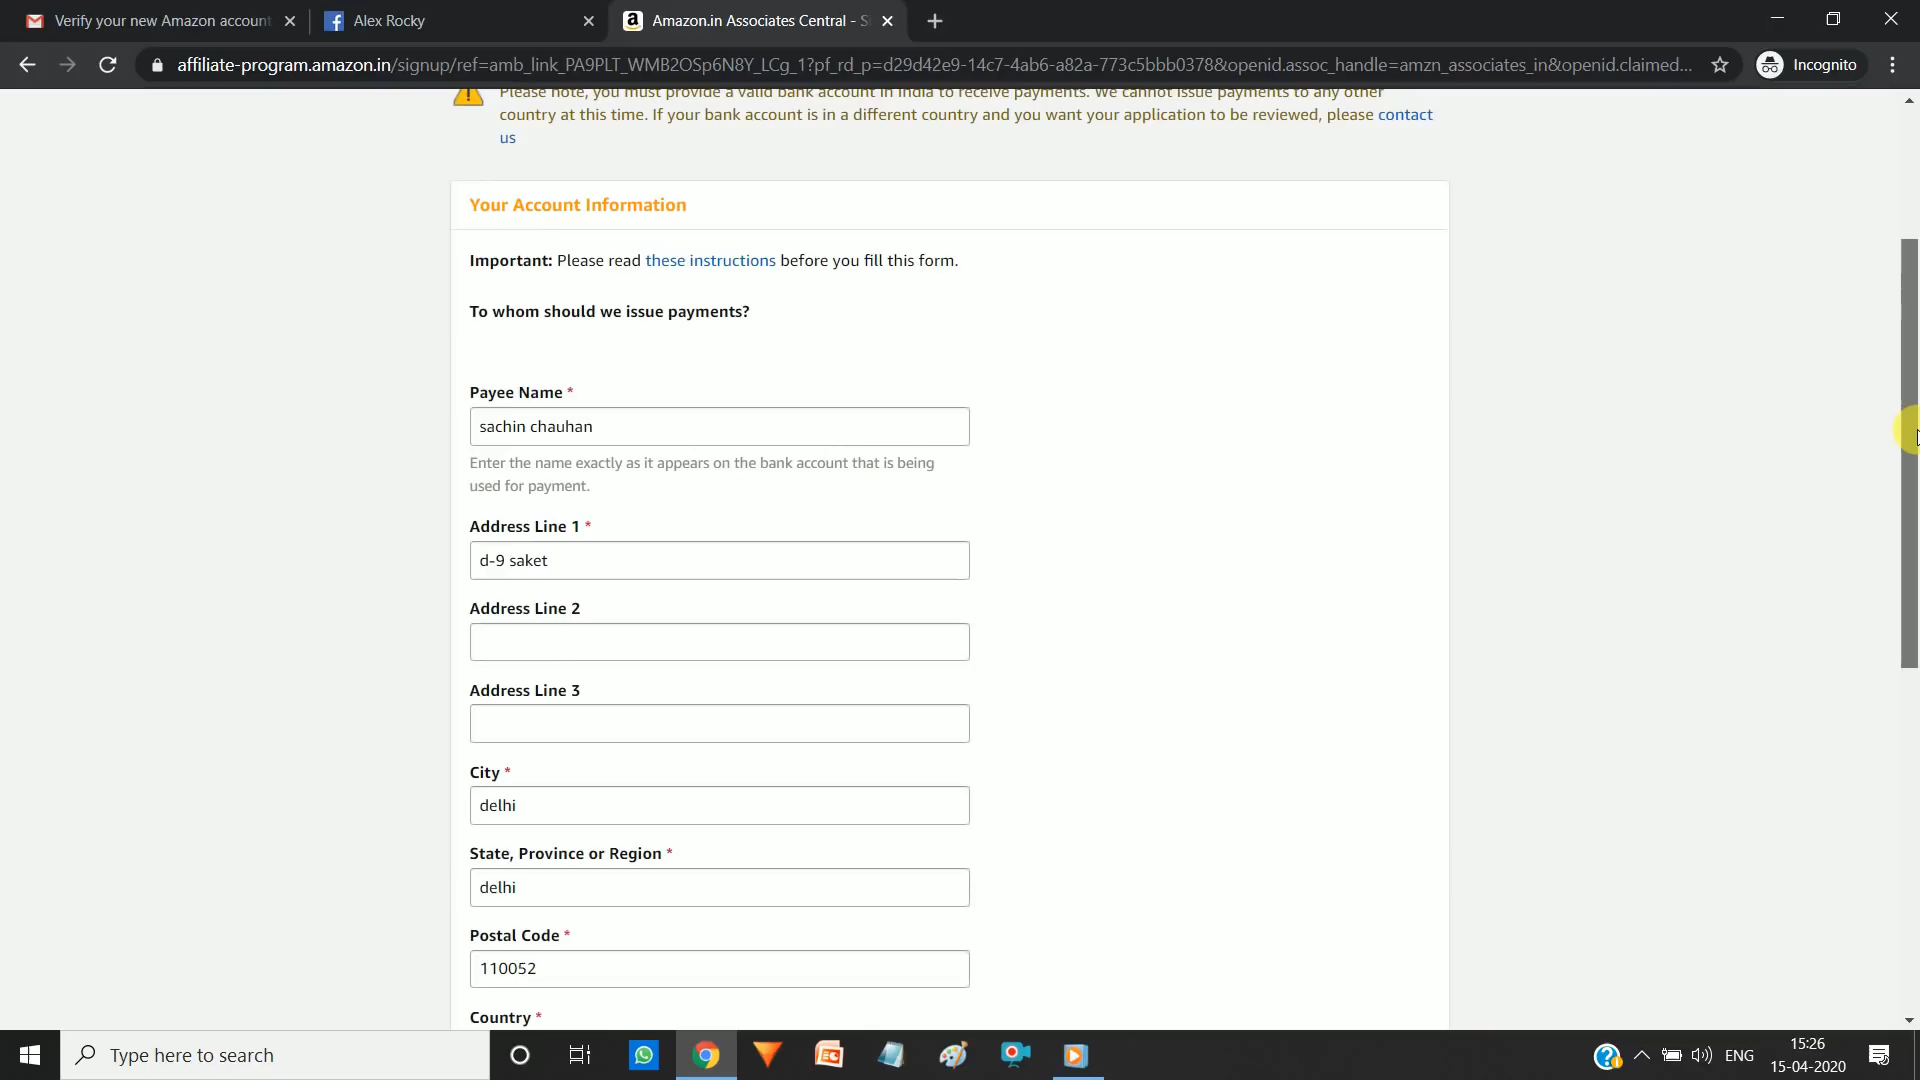 Verify your new Amazon account
Alex Rocky
Amazon.in Associates Central - S
affiliate-program.amazon.in/signup/ref=amb_link_PA9PLT_WMB2OSp6N8Y_LCg_1?pf_rd_p=d29d42e9-14c7-4ab6-a82a-773c5bbb0378&openid.assoc_handle=amzn_associates_in&openid.claimed...
Incognito
Please note, you must provide a valid bank account in India to receive payments. We cannot issue payments to any other
country at this time. If your bank account is in a different country and you want your application to be reviewed, please contact
us
Your Account Information
Important: Please read these instructions before you fill this form.
To whom should we issue payments?
Payee Name *
sachin chauhan
Enter the name exactly as it appears on the bank account that is being
used for payment.
Address Line 1 *
d-9 saket
Address Line 2
Address Line 3
City *
delhi
State, Province or Region *
delhi
Postal Code *
110052
Country *
Type here to search
ENG
15:26
15-04-2020